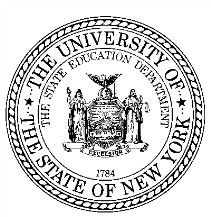 THE UNIVERSITY OF
THE STATE OF NEW YORK
THE STATE EDUCATION DEPARTMENT
EXCELSIOR
1784